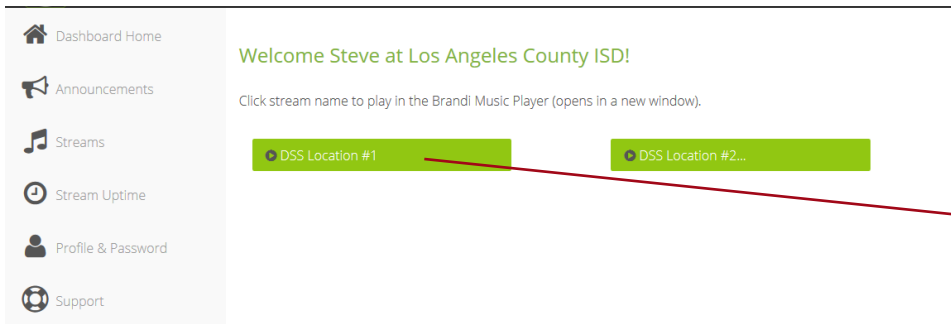 Dashboard Home
Announcements
Streams
Stream Uptime
Profile & Password
Support
Welcome Steve at Los Angeles County ISD!
Click stream name to play in the Brandi Music Player (opens in a new window).
DSS Location #1
DSS Location #2...